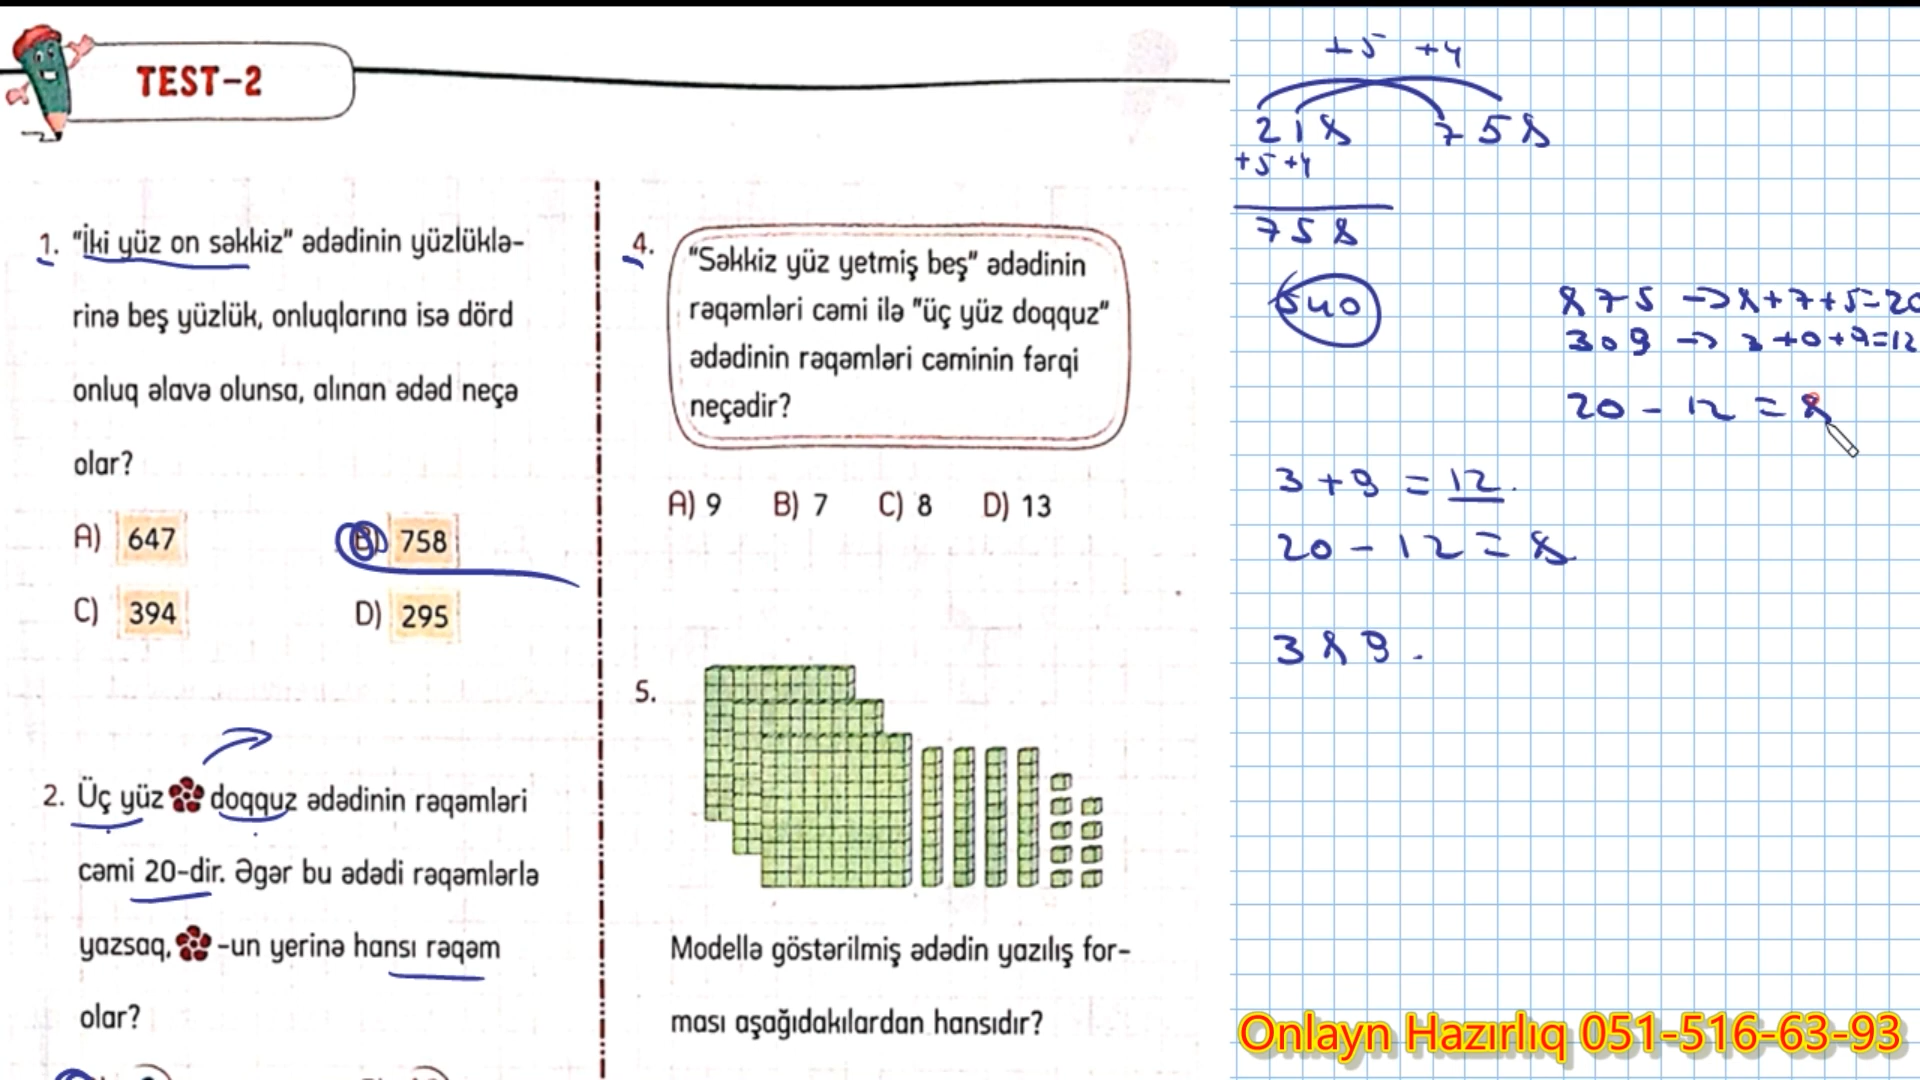 TEST-2
1. "İki yüz on səkkiz" ədədinin yüzlüklə-
rinə beş yüzlük, onluqlarına isə dörd
onluq əlavə olunsa, alınan ədəd neçə
olar?
A) 647 B) 758
C) 394 D) 295
2. Üç yüz doqquz ədədinin rəqəmləri
cəmi 20-dir. Əgər bu ədədi rəqəmlərlə
yazsaq, -un yerinə hansı rəqəm
olar?
4. "Səkkiz yüz yetmiş beş" ədədinin
rəqəmləri cəmi ilə "üç yüz doqquz"
ədədinin rəqəmləri cəminin fərqi
neçədir?
A) 9 B) 7 C) 8 D) 13
5.
Modellə göstərilmiş ədədin yazılış for-
ması aşağıdakılardan hansıdır?
+5 +4
218 758
+5 +4
758
540
875 → 8+7+5=20
309 → 3+0+9=12
20 - 12 = 8
3 + 9 = 12.
20 - 12 = 8
389.
Onlayn Hazırlıq 051-516-63-93